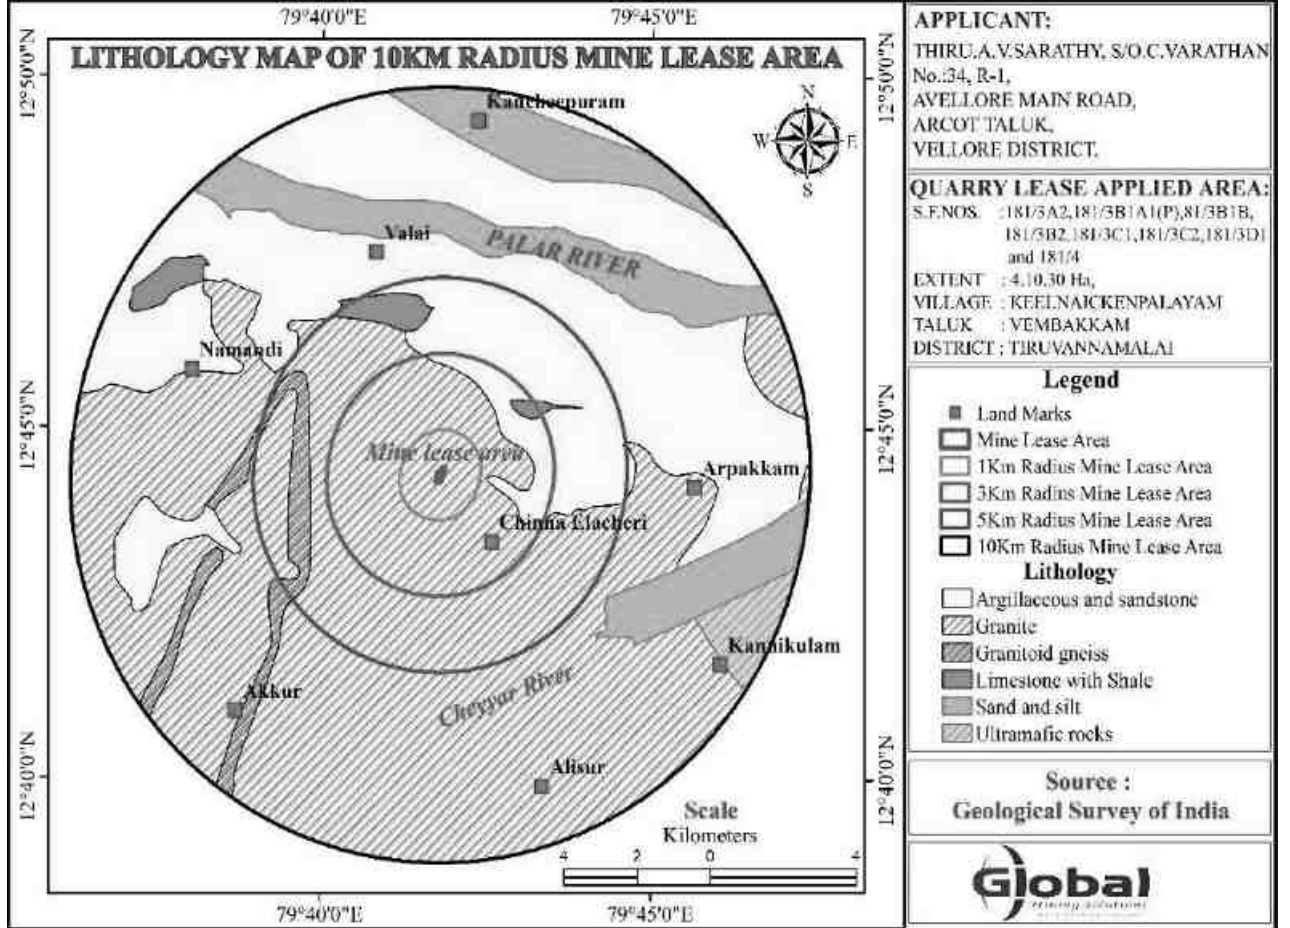 79°40'0"E
79°45'0"E
LITHOLOGY MAP OF 10KM RADIUS MINE LEASE AREA
12°50'0"N
12°50'0"N
Kancheepuram
N
W
E
S
Valai
PALAR RIVER
Namandi
12°45'0"N
12°45'0"N
Mine lease area
Arpakkam
Chinna Elacheri
Kannikulam
Akkur
Cheyyar River
12°40'0"N
12°40'0"N
Alisur
Scale
Kilometers
4 2 0 4
79°40'0"E
79°45'0"E
APPLICANT:
THIRU.A.V.SARATHY, S/O.C.VARATHAN
No.:34, R-1,
AVELLORE MAIN ROAD,
ARCOT TALUK,
VELLORE DISTRICT.
QUARRY LEASE APPLIED AREA:
S.F.NOS. :181/3A2,181/3B1A1(P),81/3B1B,
181/3B2,181/3C1,181/3C2,181/3D1
and 181/4
EXTENT : 4.10.30 Ha,
VILLAGE : KEELNAICKENPALAYAM
TALUK : VEMBAKKAM
DISTRICT : TIRUVANNAMALAI
Legend
Land Marks
Mine Lease Area
1Km Radius Mine Lease Area
3Km Radius Mine Lease Area
5Km Radius Mine Lease Area
10Km Radius Mine Lease Area
Lithology
Argillaceous and sandstone
Granite
Granitoid gneiss
Limestone with Shale
Sand and silt
Ultramafic rocks
Source :
Geological Survey of India
Global
mining solutions